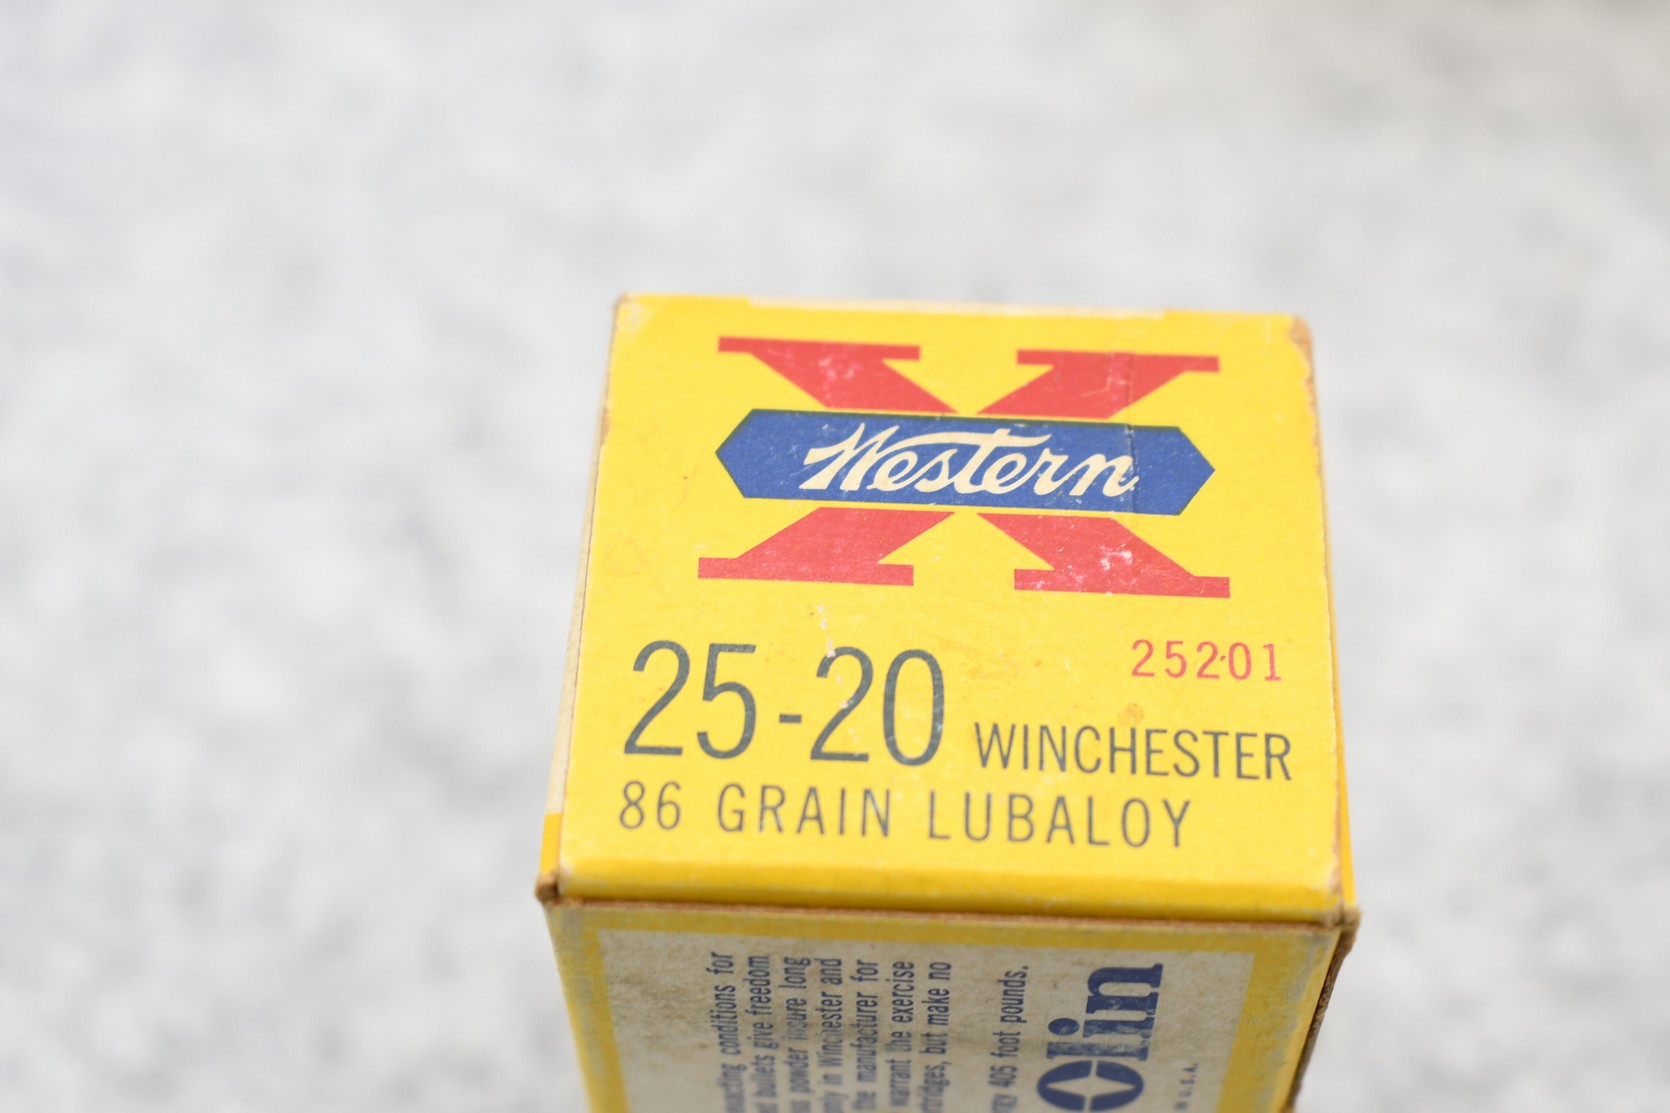 Western
25201
25-20 WINCHESTER
86 GRAIN LUBALOY
conditions for
bullets give freedom
powder insure long
in Winchester and
the manufacturer for
warrant the exercise
but make no
405 foot pounds.
Olin
IN U.S.A.